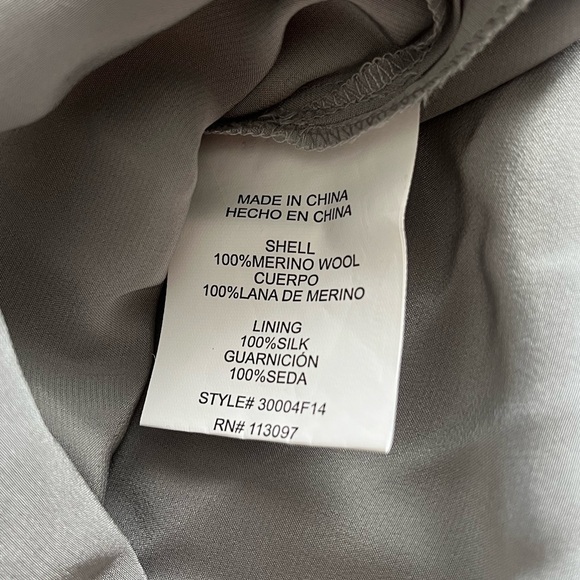 MADE IN CHINA
HECHO EN CHINA
SHELL
100%MERINO WOOL
CUERPO
100%LANA DE MERINO
LINING
100%SILK
GUARNICIÓN
100%SEDA
STYLE# 30004F14
RN# 113097